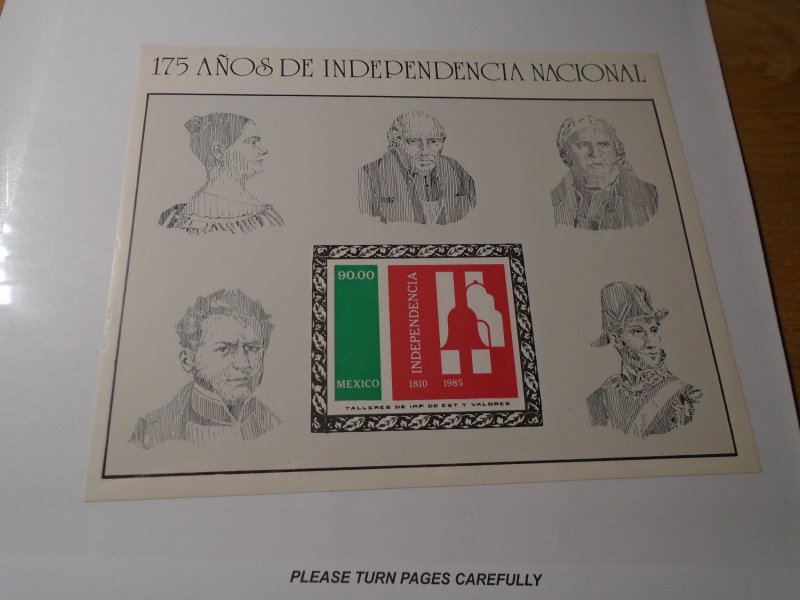 175 AÑOS DE INDEPENDENCIA NACIONAL
90.00
MEXICO
INDEPENDENCIA
1810 1985
TALLERES DE IMP. DE EST. Y VALORES
PLEASE TURN PAGES CAREFULLY